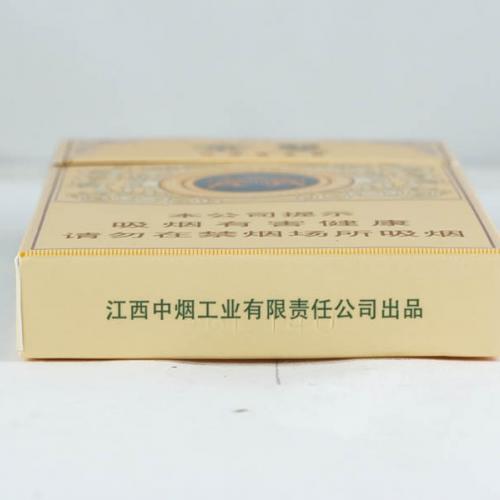 本公司提示
吸烟有害健康
请勿在禁烟场所吸烟
江西中烟工业有限责任公司出品